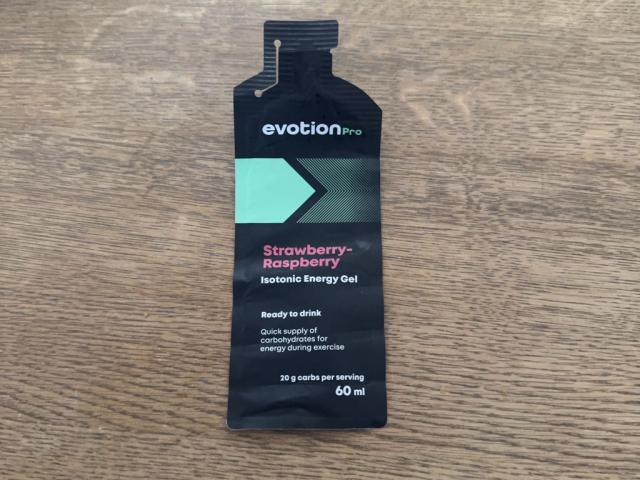 evotion Pro
Strawberry-
Raspberry
Isotonic Energy Gel
Ready to drink
Quick supply of
carbohydrates for
energy during exercise
20 g carbs per serving
60 ml